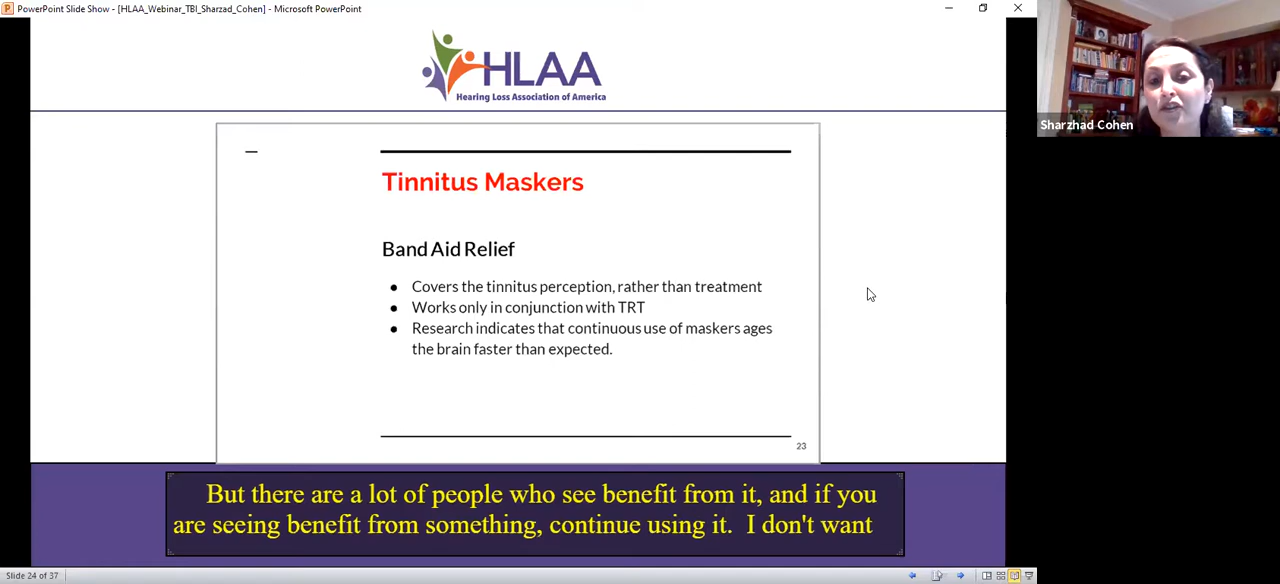 PowerPoint Slide Show - [HLAA_Webinar_TBI_Sharzad_Cohen] - Microsoft PowerPoint
HLAA
Hearing Loss Association of America
Sharzhad Cohen
Tinnitus Maskers
Band Aid Relief
● Covers the tinnitus perception, rather than treatment
● Works only in conjunction with TRT
● Research indicates that continuous use of maskers ages
the brain faster than expected.
23
But there are a lot of people who see benefit from it, and if you
are seeing benefit from something, continue using it. I don't want
Slide 24 of 37